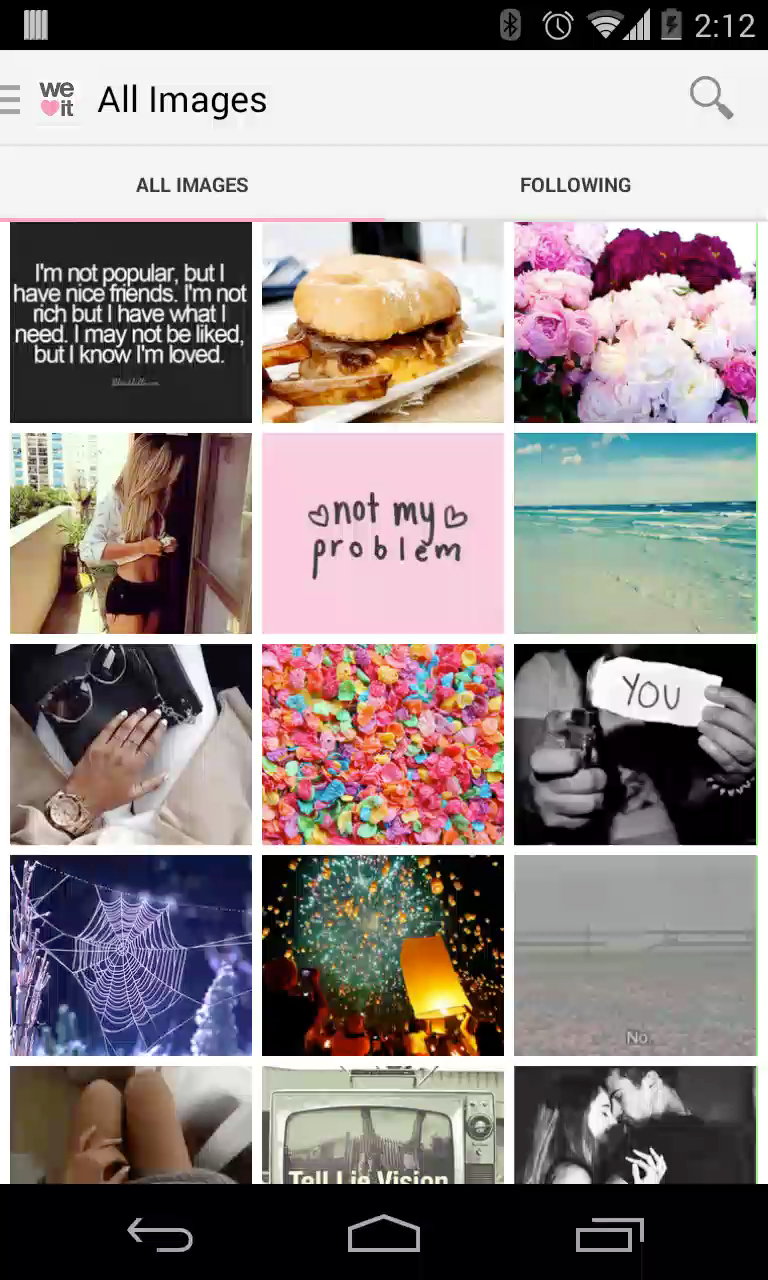 2:12
we
it
All Images
ALL IMAGES
FOLLOWING
I'm not popular, but I
have nice friends. I'm not
rich but I have what I
need. I may not be liked,
but I know I'm loved.
not my
problem
YOU
No.
Tell Lie Vision